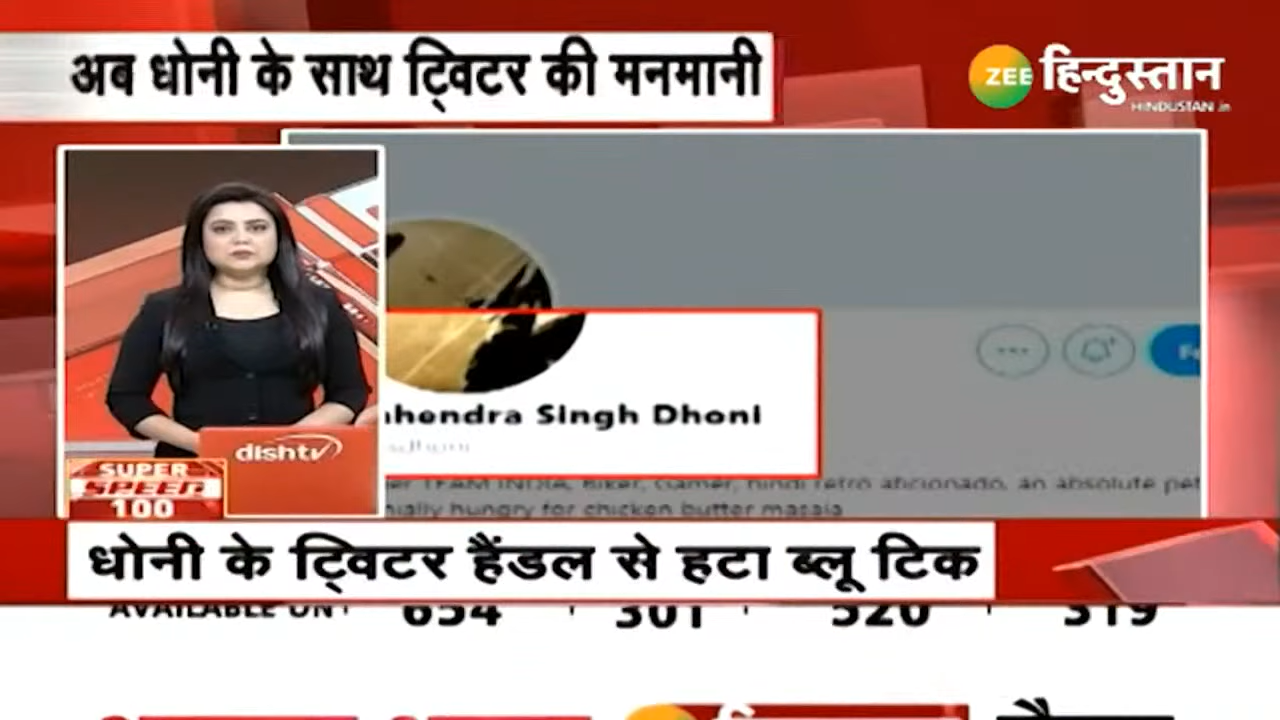 अब धोनी के साथ ट्विटर की मनमानी
ZEE हिन्दुस्तान
HINDUSTAN.in
hendra Singh Dhoni
TEAM INDIA, Biker, Gamer, hindi retro aficionado, an absolute pet
hungry for chicken butter masala
dishtv
SUPER
SPEED
100
धोनी के ट्विटर हैंडल से हटा ब्लू टिक
AVAILABLE ON 654 301 520 319